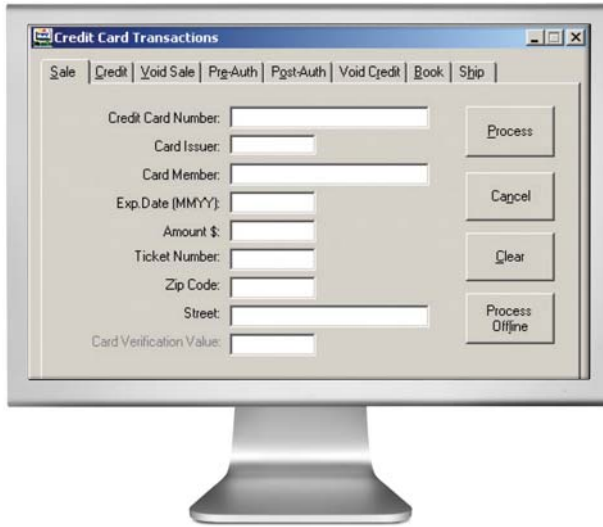 Credit Card Transactions
Sale Credit Void Sale Pre-Auth Post-Auth Void Credit Book Ship
Credit Card Number:
Process
Card Issuer:
Card Member:
Cancel
Exp.Date (MMYY):
Amount $:
Ticket Number:
Clear
Zip Code:
Street:
Process
Offline
Card Verification Value: